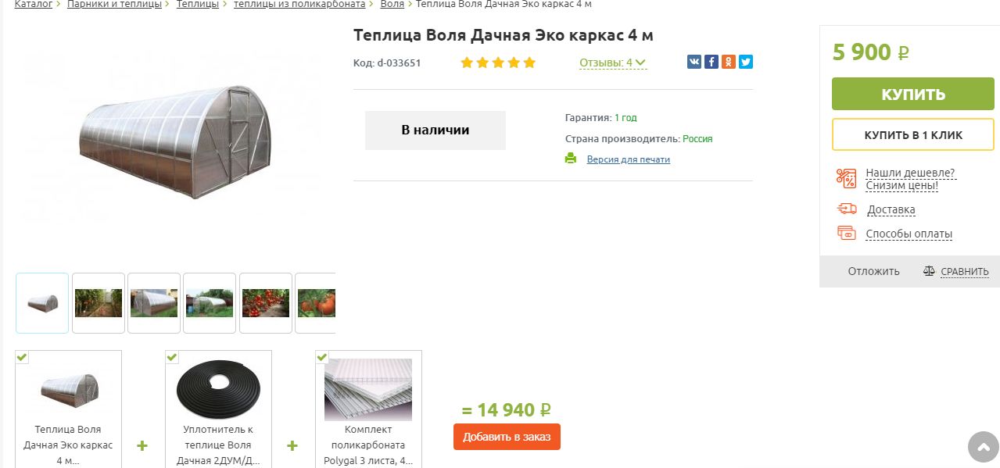 Каталог > Парники и теплицы > Теплицы > теплицы из поликарбоната > Воля > Теплица Воля Дачная Эко каркас 4 м
Теплица Воля Дачная Эко каркас 4 м
Код: d-033651
Отзывы: 4
В наличии
Гарантия: 1 год
Страна производитель: Россия
Версия для печати
5 900 ₽
КУПИТЬ
КУПИТЬ В 1 КЛИК
Нашли дешевле?
Снизим цены!
Доставка
Способы оплаты
Отложить
СРАВНИТЬ
Теплица Воля
Дачная Эко каркас
4 м...
+
Уплотнитель к
теплице Воля
Дачная 2ДУМ/Д...
+
Комплект
поликарбоната
Polygal 3 листа, 4...
= 14 940 ₽
Добавить в заказ